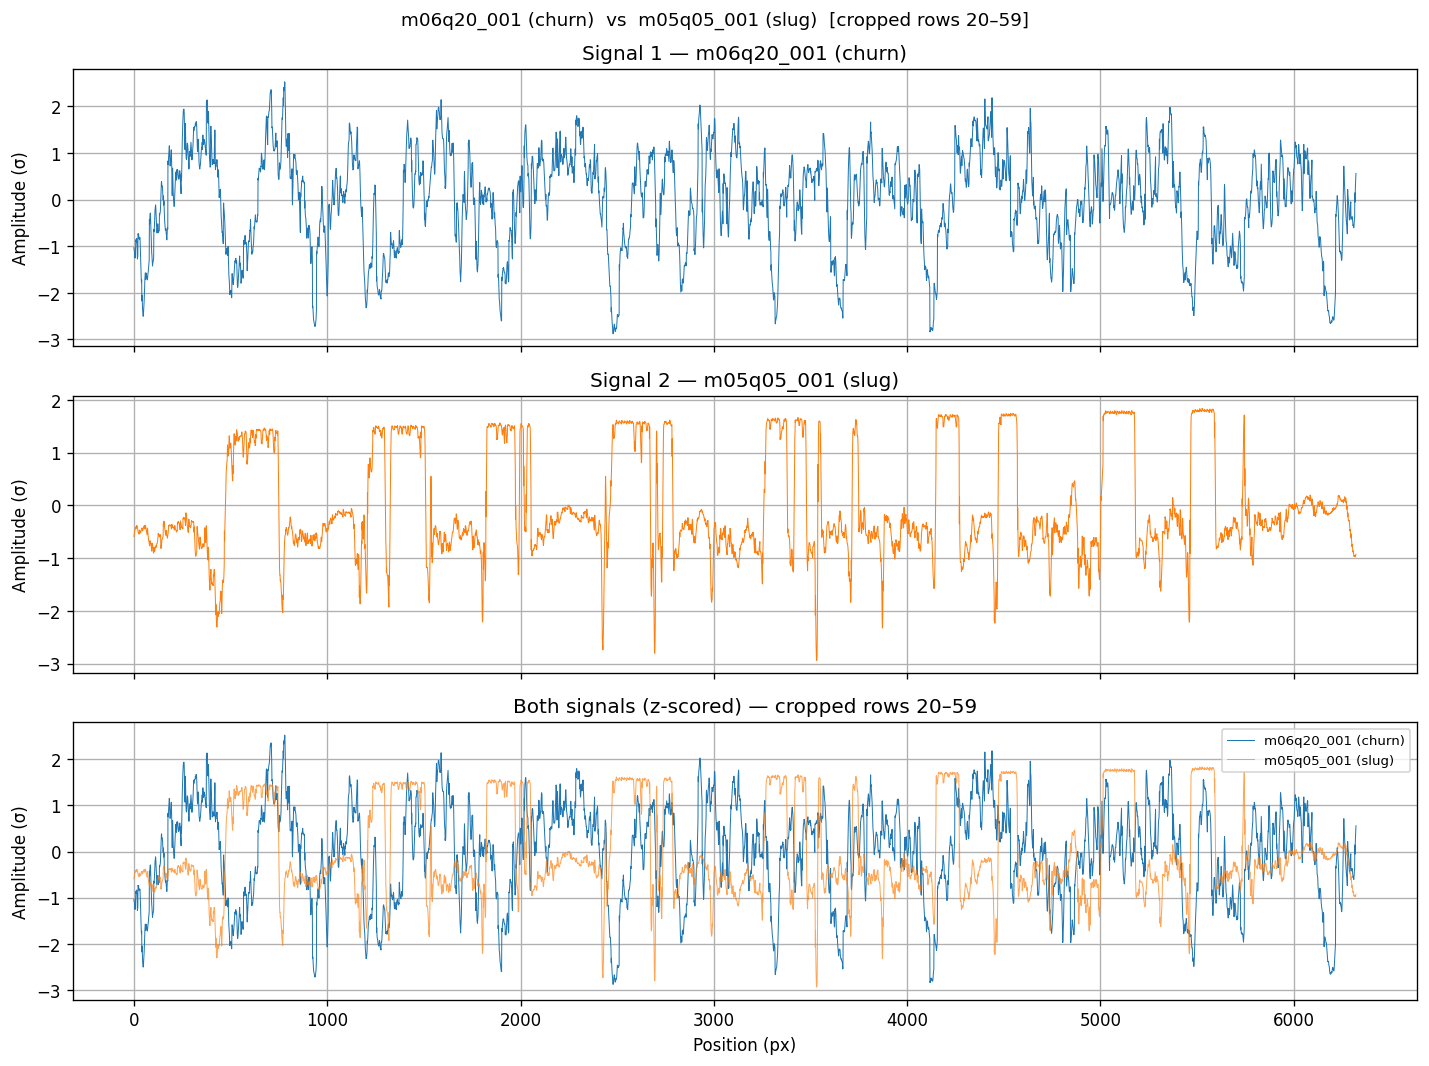 m06q20_001 (churn)  vs  m05q05_001 (slug)  [cropped rows 20–59]
Signal 1 — m06q20_001 (churn)
Amplitude (σ)
2
1
0
−1
−2
−3
Signal 2 — m05q05_001 (slug)
Amplitude (σ)
2
1
0
−1
−2
−3
Both signals (z-scored) — cropped rows 20–59
Amplitude (σ)
2
1
0
−1
−2
−3
m06q20_001 (churn)
m05q05_001 (slug)
0 1000 2000 3000 4000 5000 6000
Position (px)